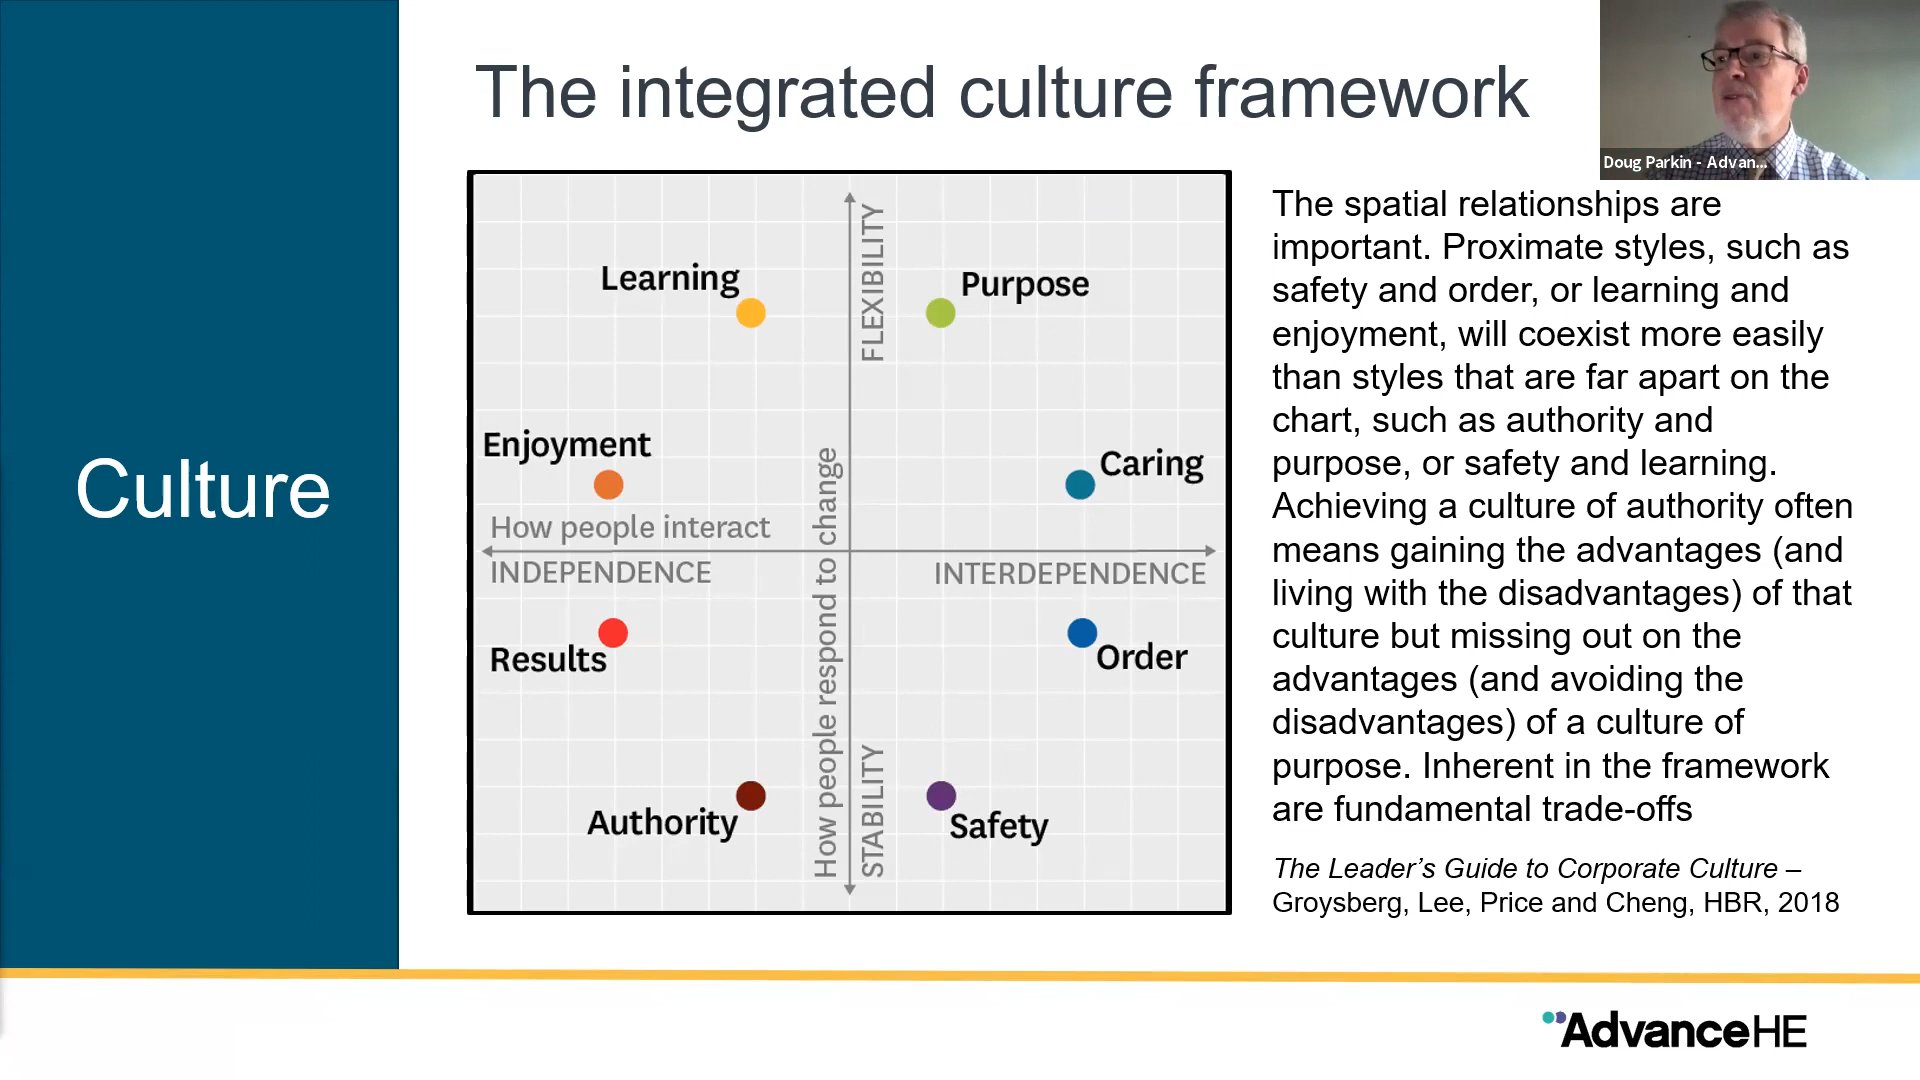 The integrated culture framework
Doug Parkin - Advan...
Culture
Learning
Purpose
FLEXIBILITY
Enjoyment
Caring
How people interact
INDEPENDENCE
INTERDEPENDENCE
How people respond to change
Results
Order
STABILITY
Authority
Safety
The spatial relationships are
important. Proximate styles, such as
safety and order, or learning and
enjoyment, will coexist more easily
than styles that are far apart on the
chart, such as authority and
purpose, or safety and learning.
Achieving a culture of authority often
means gaining the advantages (and
living with the disadvantages) of that
culture but missing out on the
advantages (and avoiding the
disadvantages) of a culture of
purpose. Inherent in the framework
are fundamental trade-offs
The Leader’s Guide to Corporate Culture –
Groysberg, Lee, Price and Cheng, HBR, 2018
AdvanceHE